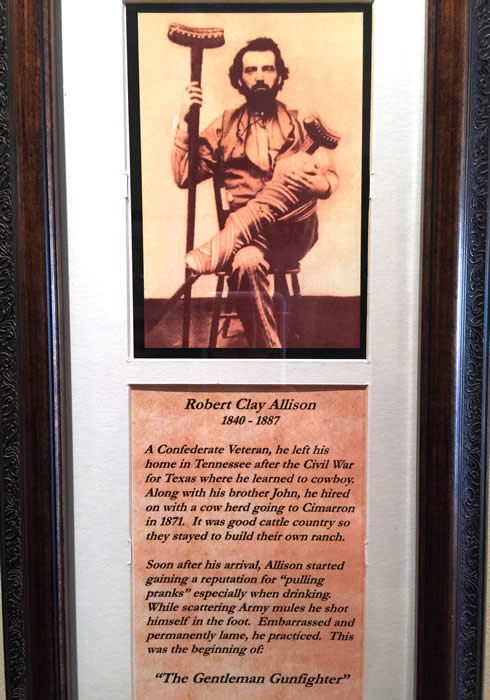 Robert Clay Allison
1840 - 1887
A Confederate Veteran, he left his
home in Tennessee after the Civil War
for Texas where he learned to cowboy.
Along with his brother John, he hired
on with a cow herd going to Cimarron
in 1871. It was good cattle country so
they stayed to build their own ranch.
Soon after his arrival, Allison started
gaining a reputation for "pulling
pranks" especially when drinking.
While scattering Army mules he shot
himself in the foot. Embarrassed and
permanently lame, he practiced. This
was the beginning of:
"The Gentleman Gunfighter"